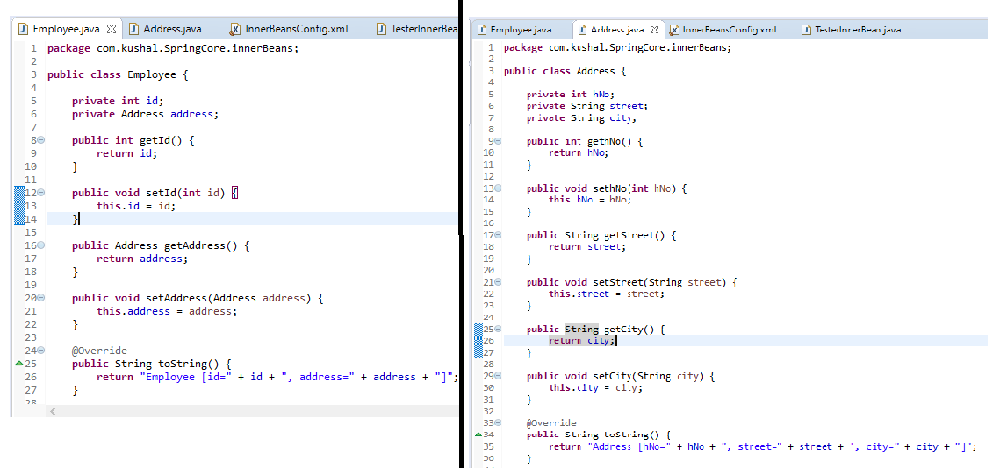 Employee.java Address.java InnerBeansConfig.xml TesterInnerBea
1 package com.kushal.SpringCore.innerBeans;
2
3 public class Employee {
4
5 private int id;
6 private Address address;
7
8 public int getId() {
9 return id;
10 }
11
12 public void setId(int id) {
13 this.id = id;
14 }
15
16 public Address getAddress() {
17 return address;
18 }
19
20 public void setAddress(Address address) {
21 this.address = address;
22 }
23
24 @Override
25 public String toString() {
26 return "Employee [id=" + id + ", address=" + address + "]";
27 }
28
Employee.java Address.java InnerBeansConfig.xml TesterInnerBean.java
1 package com.kushal.SpringCore.innerBeans;
2
3 public class Address {
4
5 private int hNo;
6 private String street;
7 private String city;
8
9 public int gethNo() {
10 return hNo;
11 }
12
13 public void sethNo(int hNo) {
14 this.hNo = hNo;
15 }
16
17 public String getStreet() {
18 return street;
19 }
20
21 public void setStreet(String street) {
22 this.street = street;
23 }
24
25 public String getCity() {
26 return city;
27 }
28
29 public void setCity(String city) {
30 this.city = city;
31 }
32
33 @Override
34 public String toString() {
35 return "Address [hNo=" + hNo + ", street=" + street + ", city=" + city + "]";
36 }